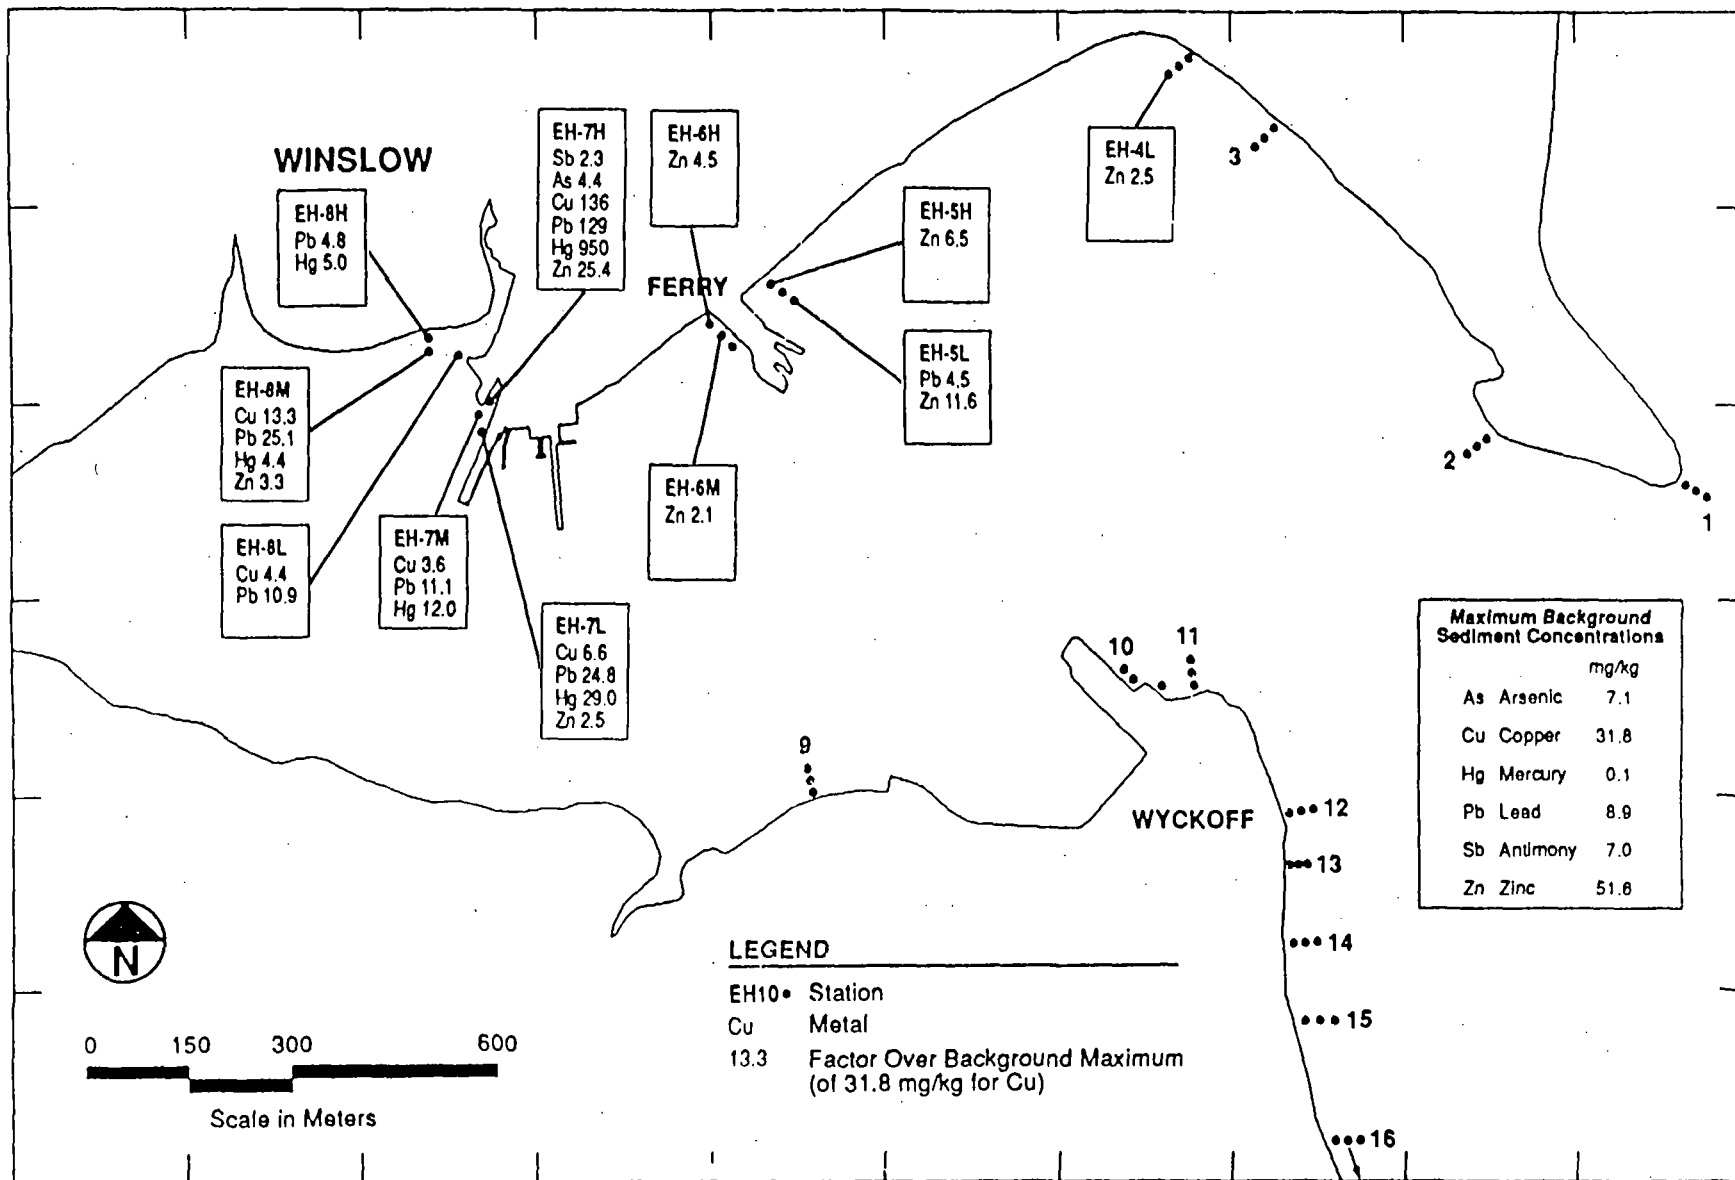 WINSLOW
EH-8H
Pb 4.8
Hg 5.0
EH-7H
Sb 2.3
As 4.4
Cu 136
Pb 129
Hg 950
Zn 25.4
EH-6H
Zn 4.5
FERRY
EH-5H
Zn 6.5
EH-4L
Zn 2.5
3
EH-5L
Pb 4.5
Zn 11.6
EH-8M
Cu 13.3
Pb 25.1
Hg 4.4
Zn 3.3
EH-8L
Cu 4.4
Pb 10.9
EH-7M
Cu 3.6
Pb 11.1
Hg 12.0
EH-6M
Zn 2.1
EH-7L
Cu 6.6
Pb 24.8
Hg 29.0
Zn 2.5
2
1
Maximum Background
Sediment Concentrations
mg/kg
As Arsenic 7.1
Cu Copper 31.8
Hg Mercury 0.1
Pb Lead 8.9
Sb Antimony 7.0
Zn Zinc 51.6
10
11
9
WYCKOFF
12
13
14
15
16
N
0 150 300 600
Scale in Meters
LEGEND
EH10• Station
Cu Metal
13.3 Factor Over Background Maximum
(of 31.8 mg/kg for Cu)